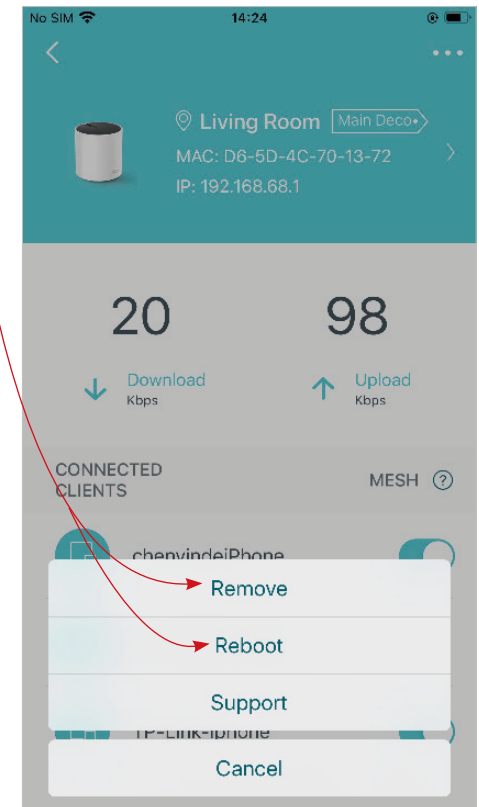 No SIM 14:24
Living Room Main Deco
MAC: D6-5D-4C-70-13-72
IP: 192.168.68.1
20 98
Download Upload
Kbps Kbps
CONNECTED
CLIENTS
MESH ?
chenyindeiPhone
Remove
Reboot
Support
TP-Link-iphone
Cancel